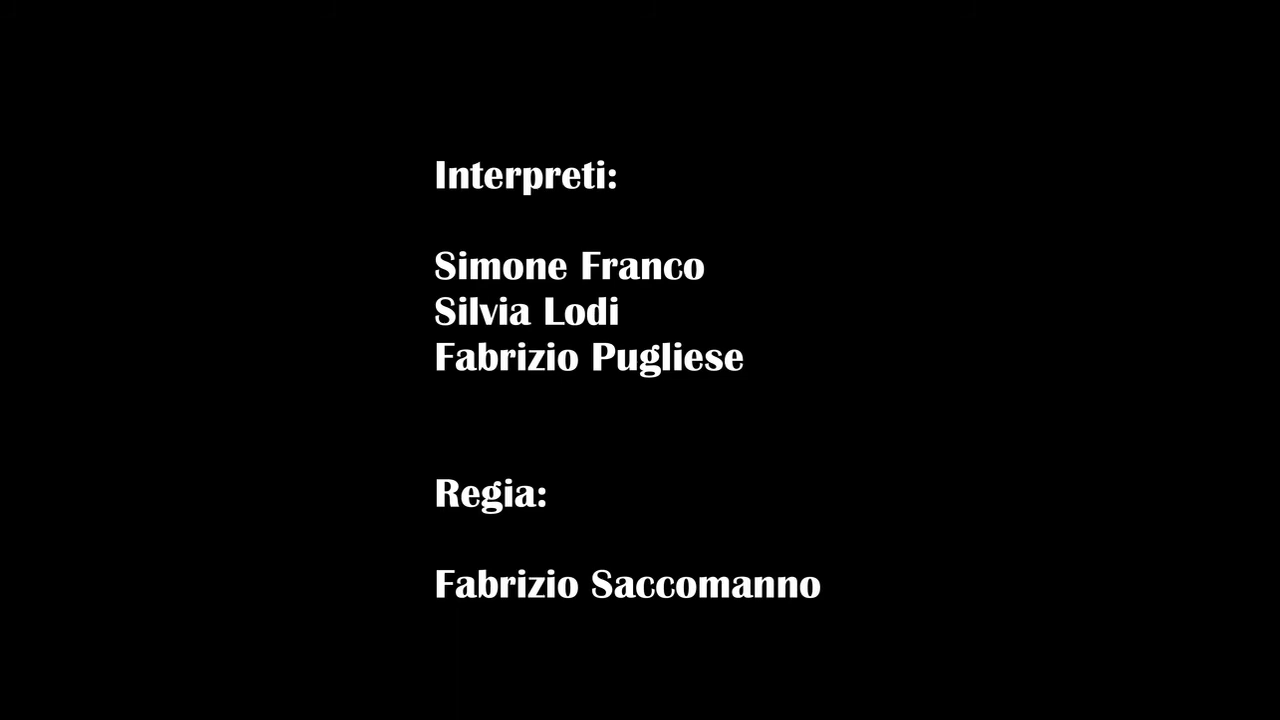 Interpreti:
Simone Franco
Silvia Lodi
Fabrizio Pugliese
Regia:
Fabrizio Saccomanno